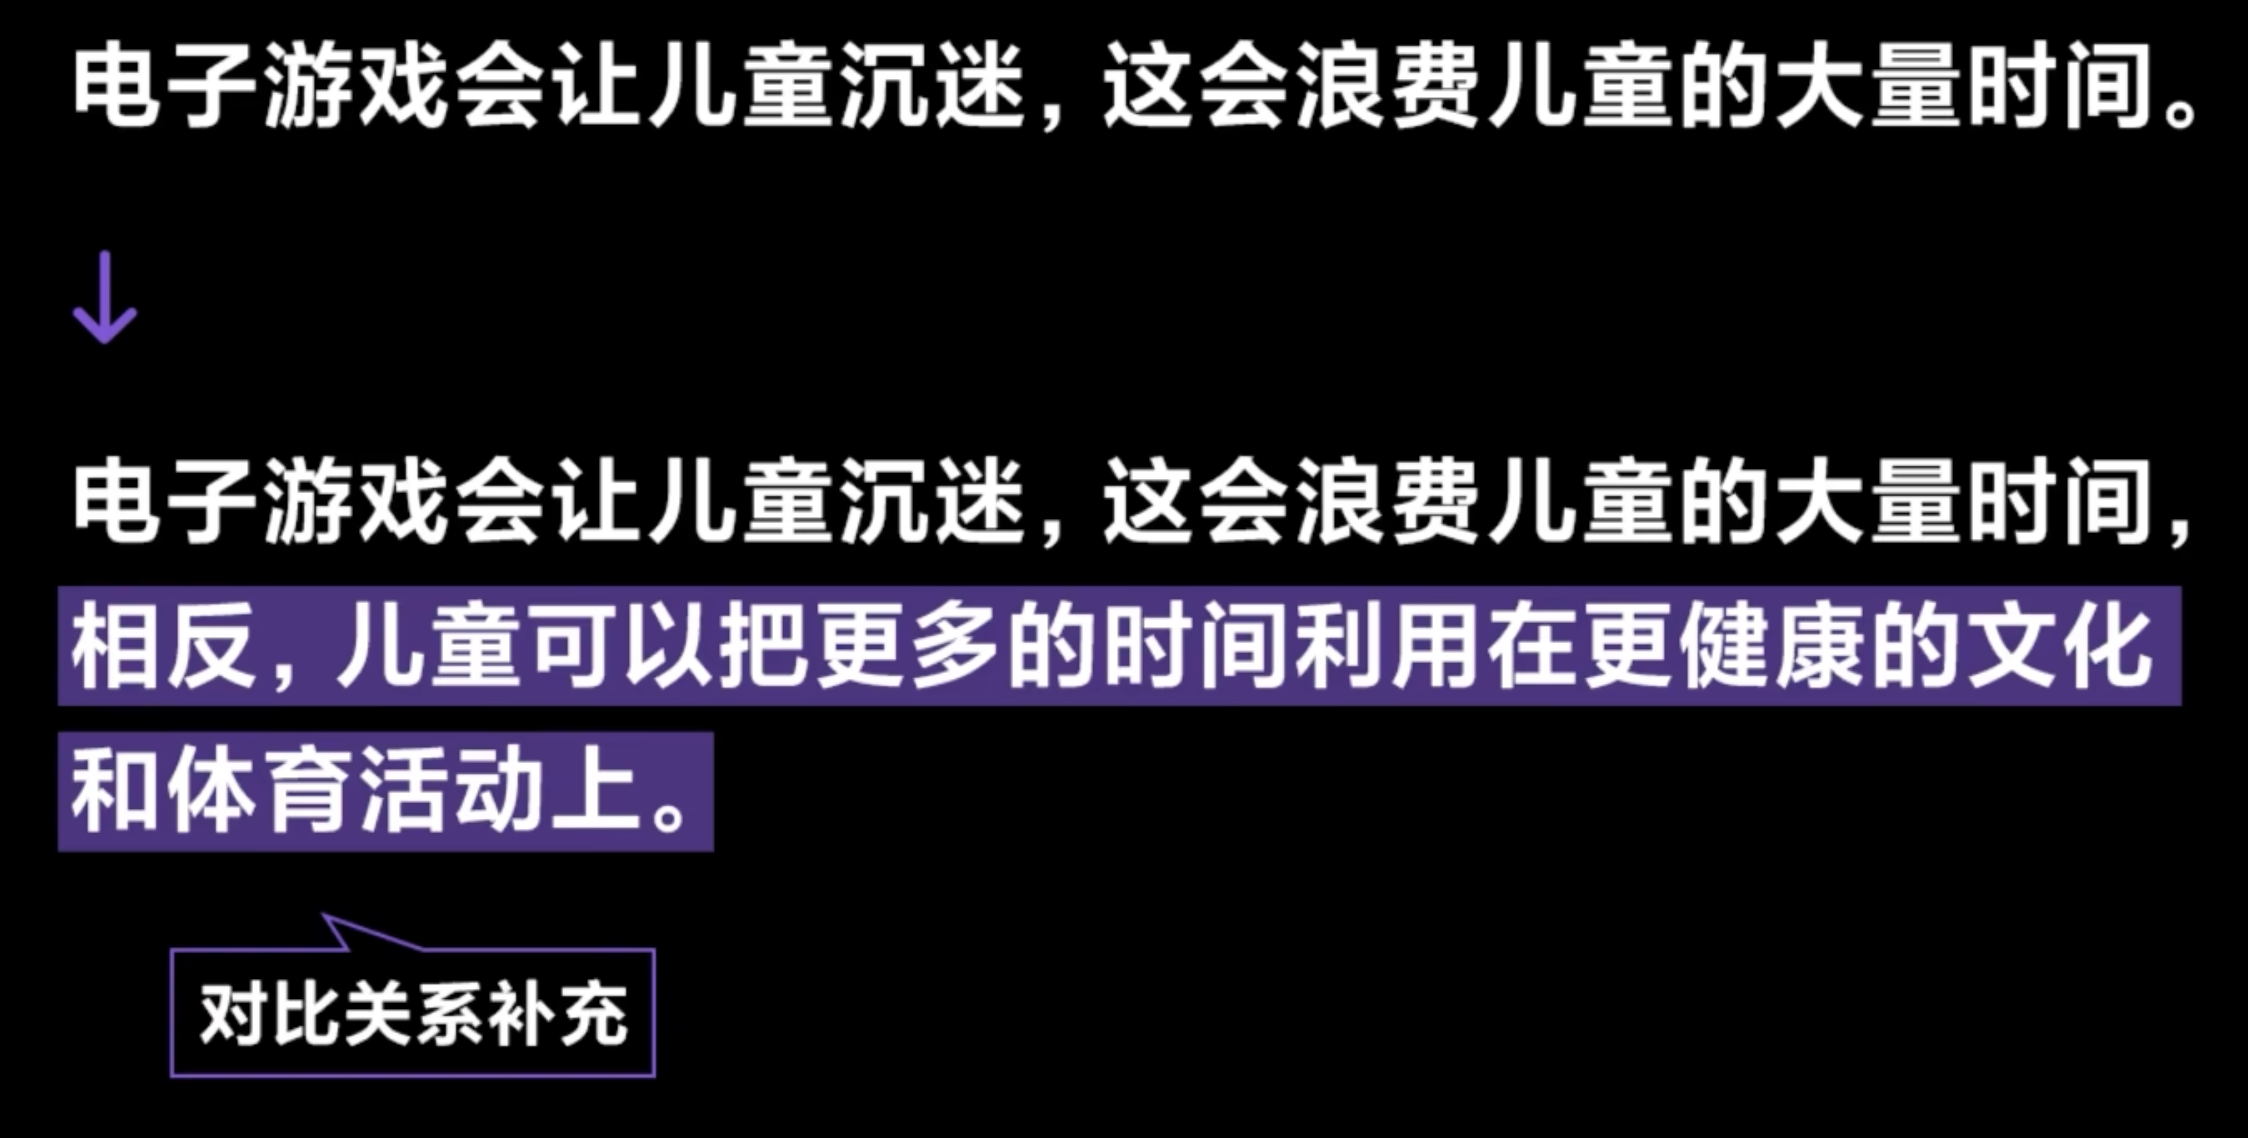 电子游戏会让儿童沉迷，这会浪费儿童的大量时间。
电子游戏会让儿童沉迷，这会浪费儿童的大量时间，
相反，儿童可以把更多的时间利用在更健康的文化
和体育活动上。
对比关系补充